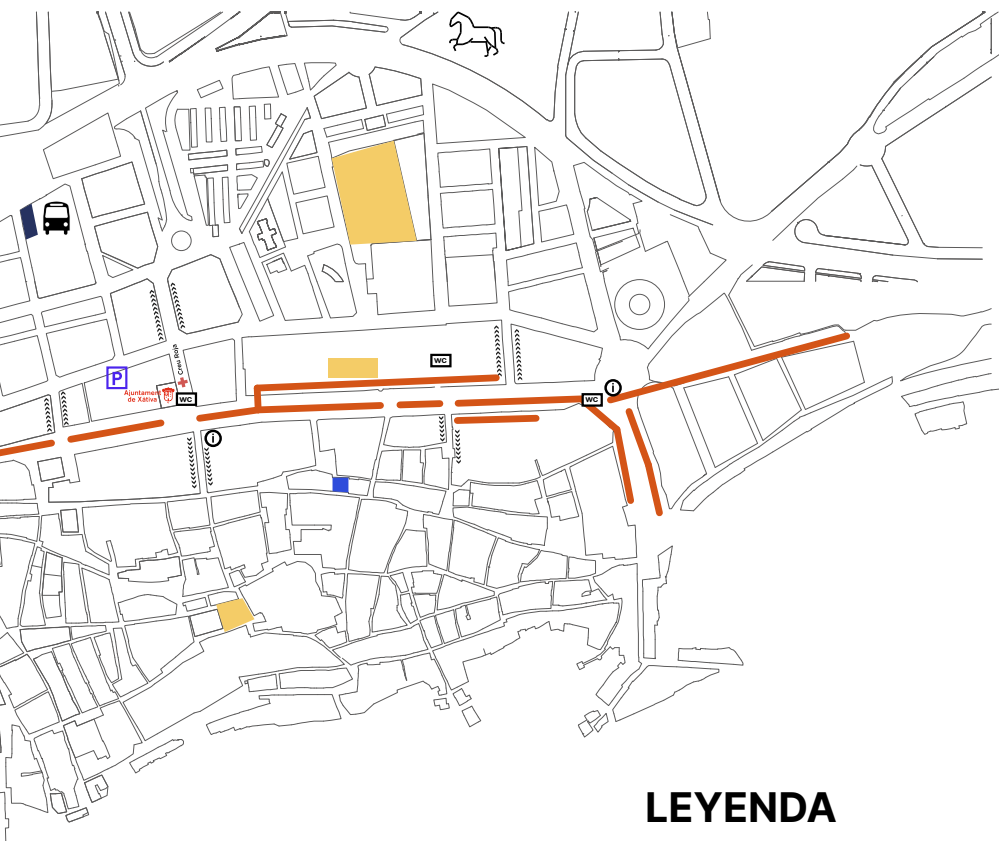 Creu Roja
WC
P
Ajuntament
de Xàtiva
WC
i
WC
i
LEYENDA